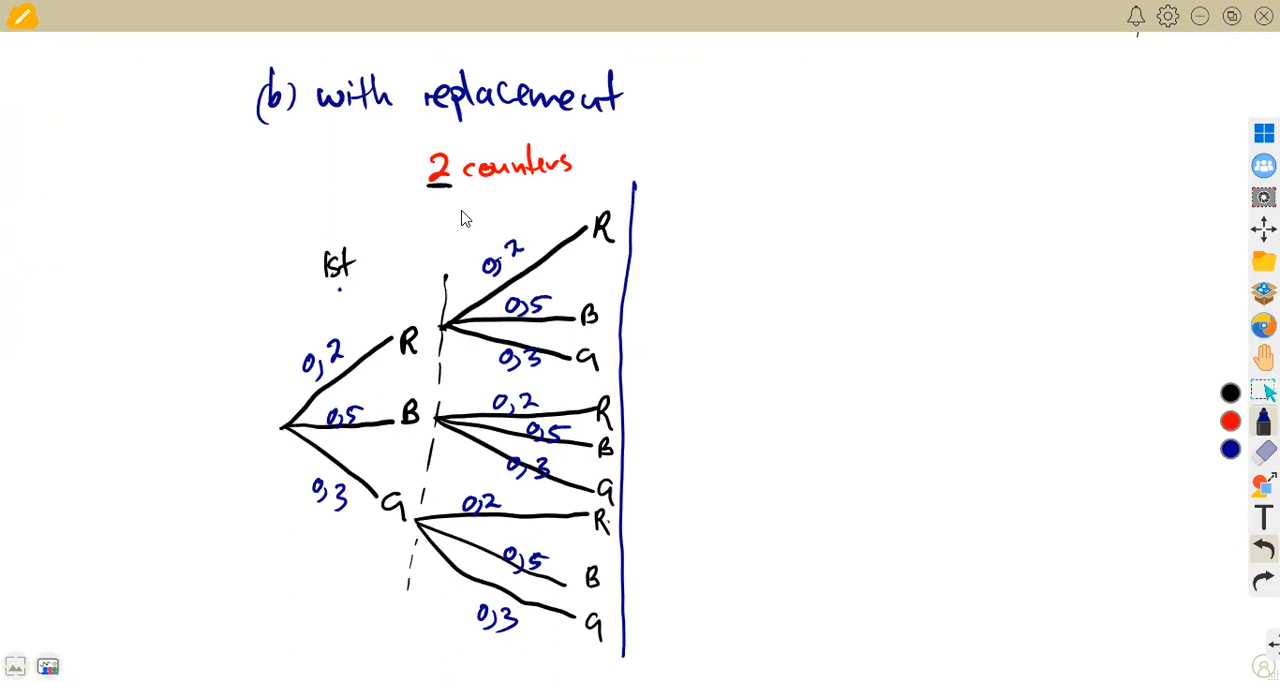 (b) with replacement
2 counters
1st
0,2 R
0,5 B
0,3 G
0,2 R
0,5 B
0,3 G
0,2 R
0,5 B
0,3 G
0,2 R
0,5 B
0,3 G
T